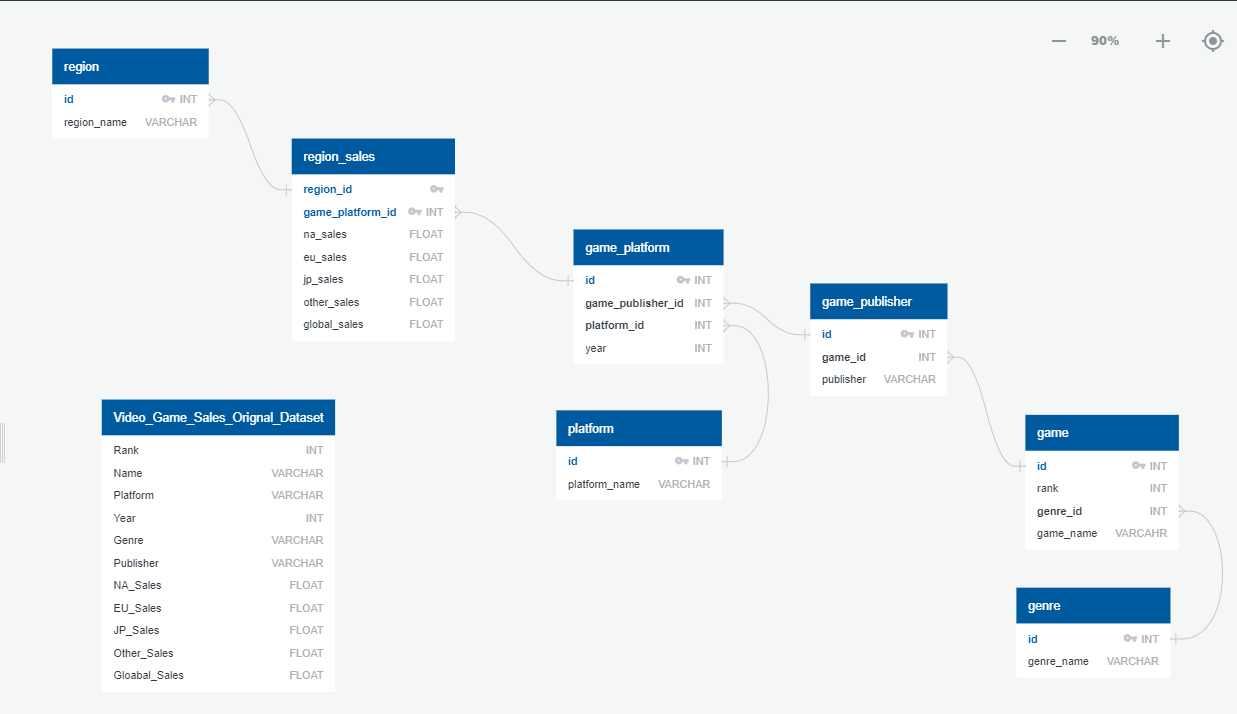 90%
region
id INT
region_name VARCHAR
region_sales
region_id
game_platform_id INT
na_sales FLOAT
eu_sales FLOAT
jp_sales FLOAT
other_sales FLOAT
global_sales FLOAT
game_platform
id INT
game_publisher_id INT
platform_id INT
year INT
game_publisher
id INT
game_id INT
publisher VARCHAR
Video_Game_Sales_Orignal_Dataset
Rank INT
Name VARCHAR
Platform VARCHAR
Year INT
Genre VARCHAR
Publisher VARCHAR
NA_Sales FLOAT
EU_Sales FLOAT
JP_Sales FLOAT
Other_Sales FLOAT
Gloabal_Sales FLOAT
platform
id INT
platform_name VARCHAR
game
id INT
rank INT
genre_id INT
game_name VARCAHR
genre
id INT
genre_name VARCHAR